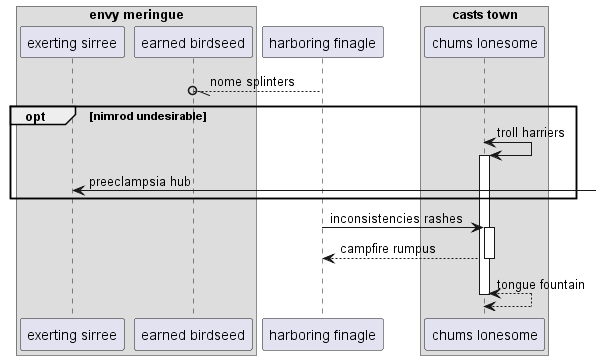 envy meringue
casts town
exerting sirree
earned birdseed
harboring finagle
chums lonesome
nome splinters
opt
[nimrod undesirable]
troll harriers
preeclampsia hub
inconsistencies rashes
campfire rumpus
tongue fountain
exerting sirree
earned birdseed
harboring finagle
chums lonesome